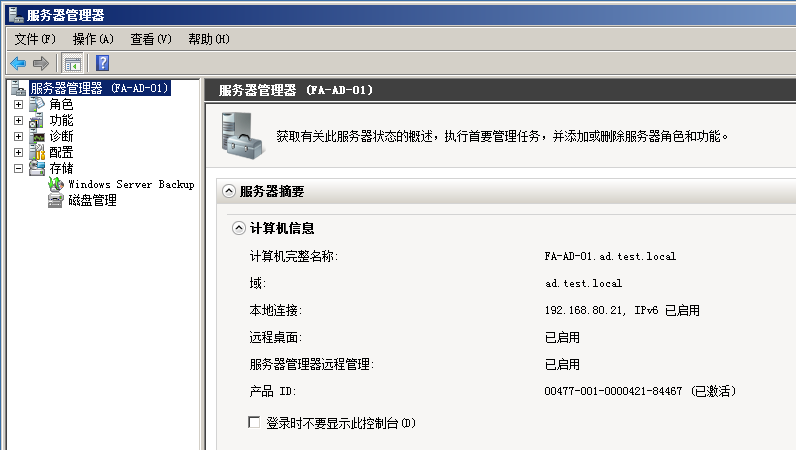 服务器管理器
文件(F) 操作(A) 查看(V) 帮助(H)
服务器管理器 (FA-AD-01)
角色
功能
诊断
配置
存储
Windows Server Backup
磁盘管理
服务器管理器 (FA-AD-01)
获取有关此服务器状态的概述，执行首要管理任务，并添加或删除服务器角色和功能。
服务器摘要
计算机信息
计算机完整名称: FA-AD-01.ad.test.local
域: ad.test.local
本地连接: 192.168.80.21, IPv6 已启用
远程桌面: 已启用
服务器管理器远程管理: 已启用
产品 ID: 00477-001-0000421-84467 (已激活)
登录时不要显示此控制台(D)